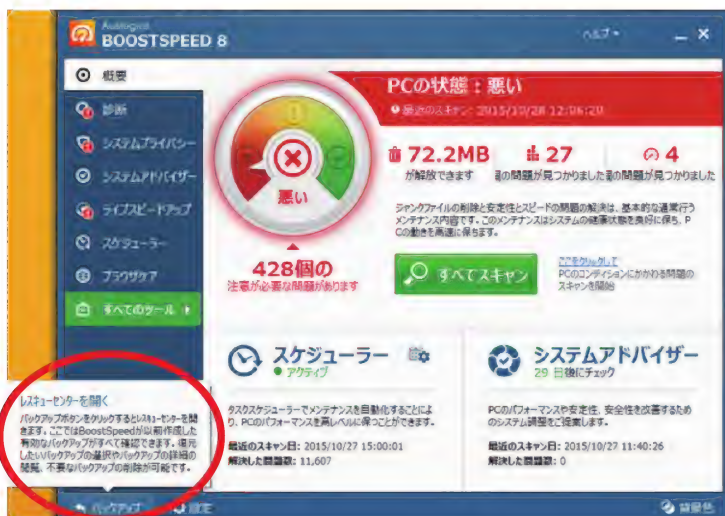 Auslogics
BOOSTSPEED 8
ヘルプ
概要
診断
システムプライバシー
システムアドバイザー
ライブスピードアップ
スケジューラー
ブラウザケア
すべてのツール
PCの状態：悪い
最近のスキャン: 2015/10/28 12:06:20
悪い
428個の
注意が必要な問題があります
72.2MB
が解放できます
27
の問題が見つかりました
4
の問題が見つかりました
ジャンクファイルの削除と安定性とスピードの問題の解決は、基本的な通常行う
メンテナンス内容です。このメンテナンスはシステムの健康状態を良好に保ち、P
Cの動きを高速に保ちます。
すべてスキャン
ここをクリックして
PCのコンディションにかかわる問題の
スキャンを開始
スケジューラー
アクティブ
タスクスケジューラーでメンテナンスを自動化することによ
り、PCのパフォーマンスを高レベルに保つことができます。
最近のスキャン日: 2015/10/27 15:00:01
解決した問題数: 11,607
システムアドバイザー
29 日後にチェック
PCのパフォーマンスや安定性、安全性を改善するため
のシステム調整をご提案します。
最近のスキャン日: 2015/10/27 11:40:26
解決した問題数: 0
レスキューセンターを開く
バックアップボタンをクリックするとレスキューセンターを開
きます。ここではBoostSpeedが以前作成した
有効なバックアップがすべて確認できます。復元
したいバックアップの選択やバックアップの詳細の
閲覧、不要なバックアップの削除が可能です。
バックアップ
設定
背景色